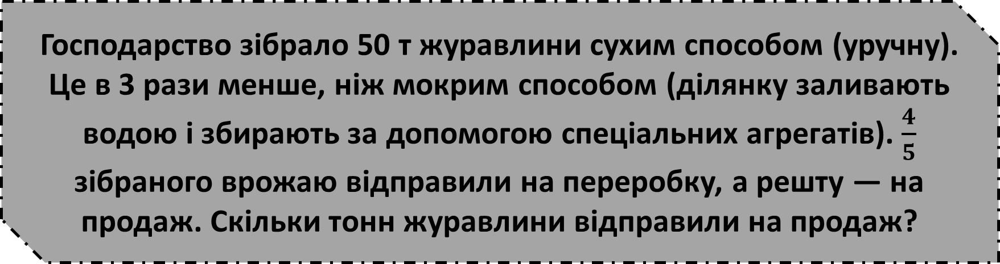 Господарство зібрало 50 т журавлини сухим способом (уручну).
Це в 3 рази менше, ніж мокрим способом (ділянку заливають
водою і збирають за допомогою спеціальних агрегатів). 4/5
зібраного врожаю відправили на переробку, а решту — на
продаж. Скільки тонн журавлини відправили на продаж?